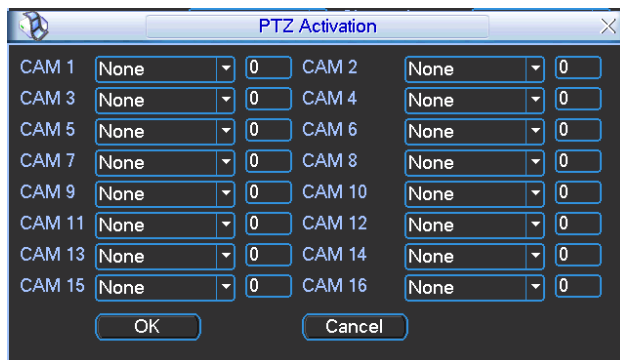 PTZ Activation
CAM 1 None 0 CAM 2 None 0
CAM 3 None 0 CAM 4 None 0
CAM 5 None 0 CAM 6 None 0
CAM 7 None 0 CAM 8 None 0
CAM 9 None 0 CAM 10 None 0
CAM 11 None 0 CAM 12 None 0
CAM 13 None 0 CAM 14 None 0
CAM 15 None 0 CAM 16 None 0
OK Cancel